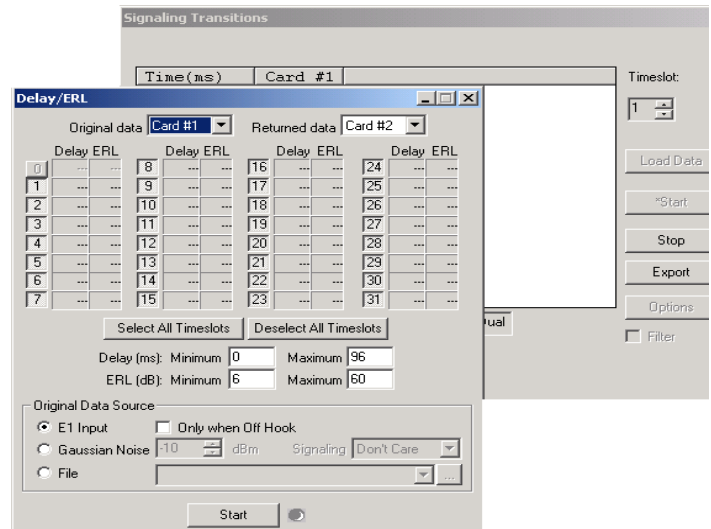 Signaling Transitions
Time(ms) Card #1
Timeslot:
1
Load Data
*Start
Stop
Export
Options
Filter
Delay/ERL
Original data Card #1 Returned data Card #2
Delay ERL Delay ERL Delay ERL Delay ERL
0 --- --- 8 --- --- 16 --- --- 24 --- ---
1 --- --- 9 --- --- 17 --- --- 25 --- ---
2 --- --- 10 --- --- 18 --- --- 26 --- ---
3 --- --- 11 --- --- 19 --- --- 27 --- ---
4 --- --- 12 --- --- 20 --- --- 28 --- ---
5 --- --- 13 --- --- 21 --- --- 29 --- ---
6 --- --- 14 --- --- 22 --- --- 30 --- ---
7 --- --- 15 --- --- 23 --- --- 31 --- ---
Select All Timeslots Deselect All Timeslots
Delay (ms): Minimum 0 Maximum 96
ERL (dB): Minimum 6 Maximum 60
Original Data Source
E1 Input Only when Off Hook
Gaussian Noise -10 dBm Signaling Don't Care
File ...
Start